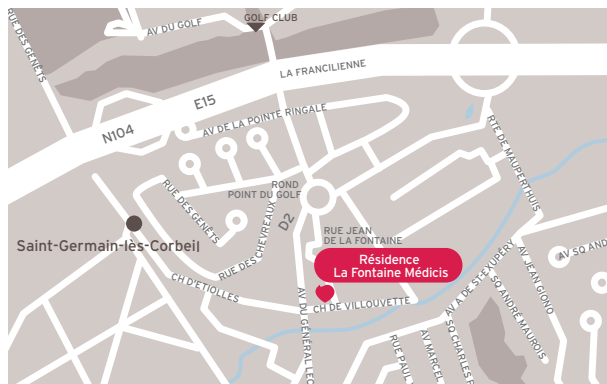 RUE DES GENÊTS
AV DU GOLF
GOLF CLUB
LA FRANCILIENNE
E15
N104
AV DE LA POINTE RINGALE
RTE DE MAUPERTHUIS
ROND
POINT DU GOLF
RUE DES GENÊTS
D2
RUE DES CHEVREAUX
RUE JEAN
DE LA FONTAINE
Saint-Germain-lès-Corbeil
Résidence
La Fontaine Médicis
CH D'ETIOLLES
CH DE VILLOUVETTE
AV DU GÉNÉRAL LEC
AV A DE ST-EXUPÉRY
AV JEAN GIONO
AV SQ AND
SQ ANDRÉ MAUROIS
SQ CHARLES
AV MARCEL
RUE PAUL